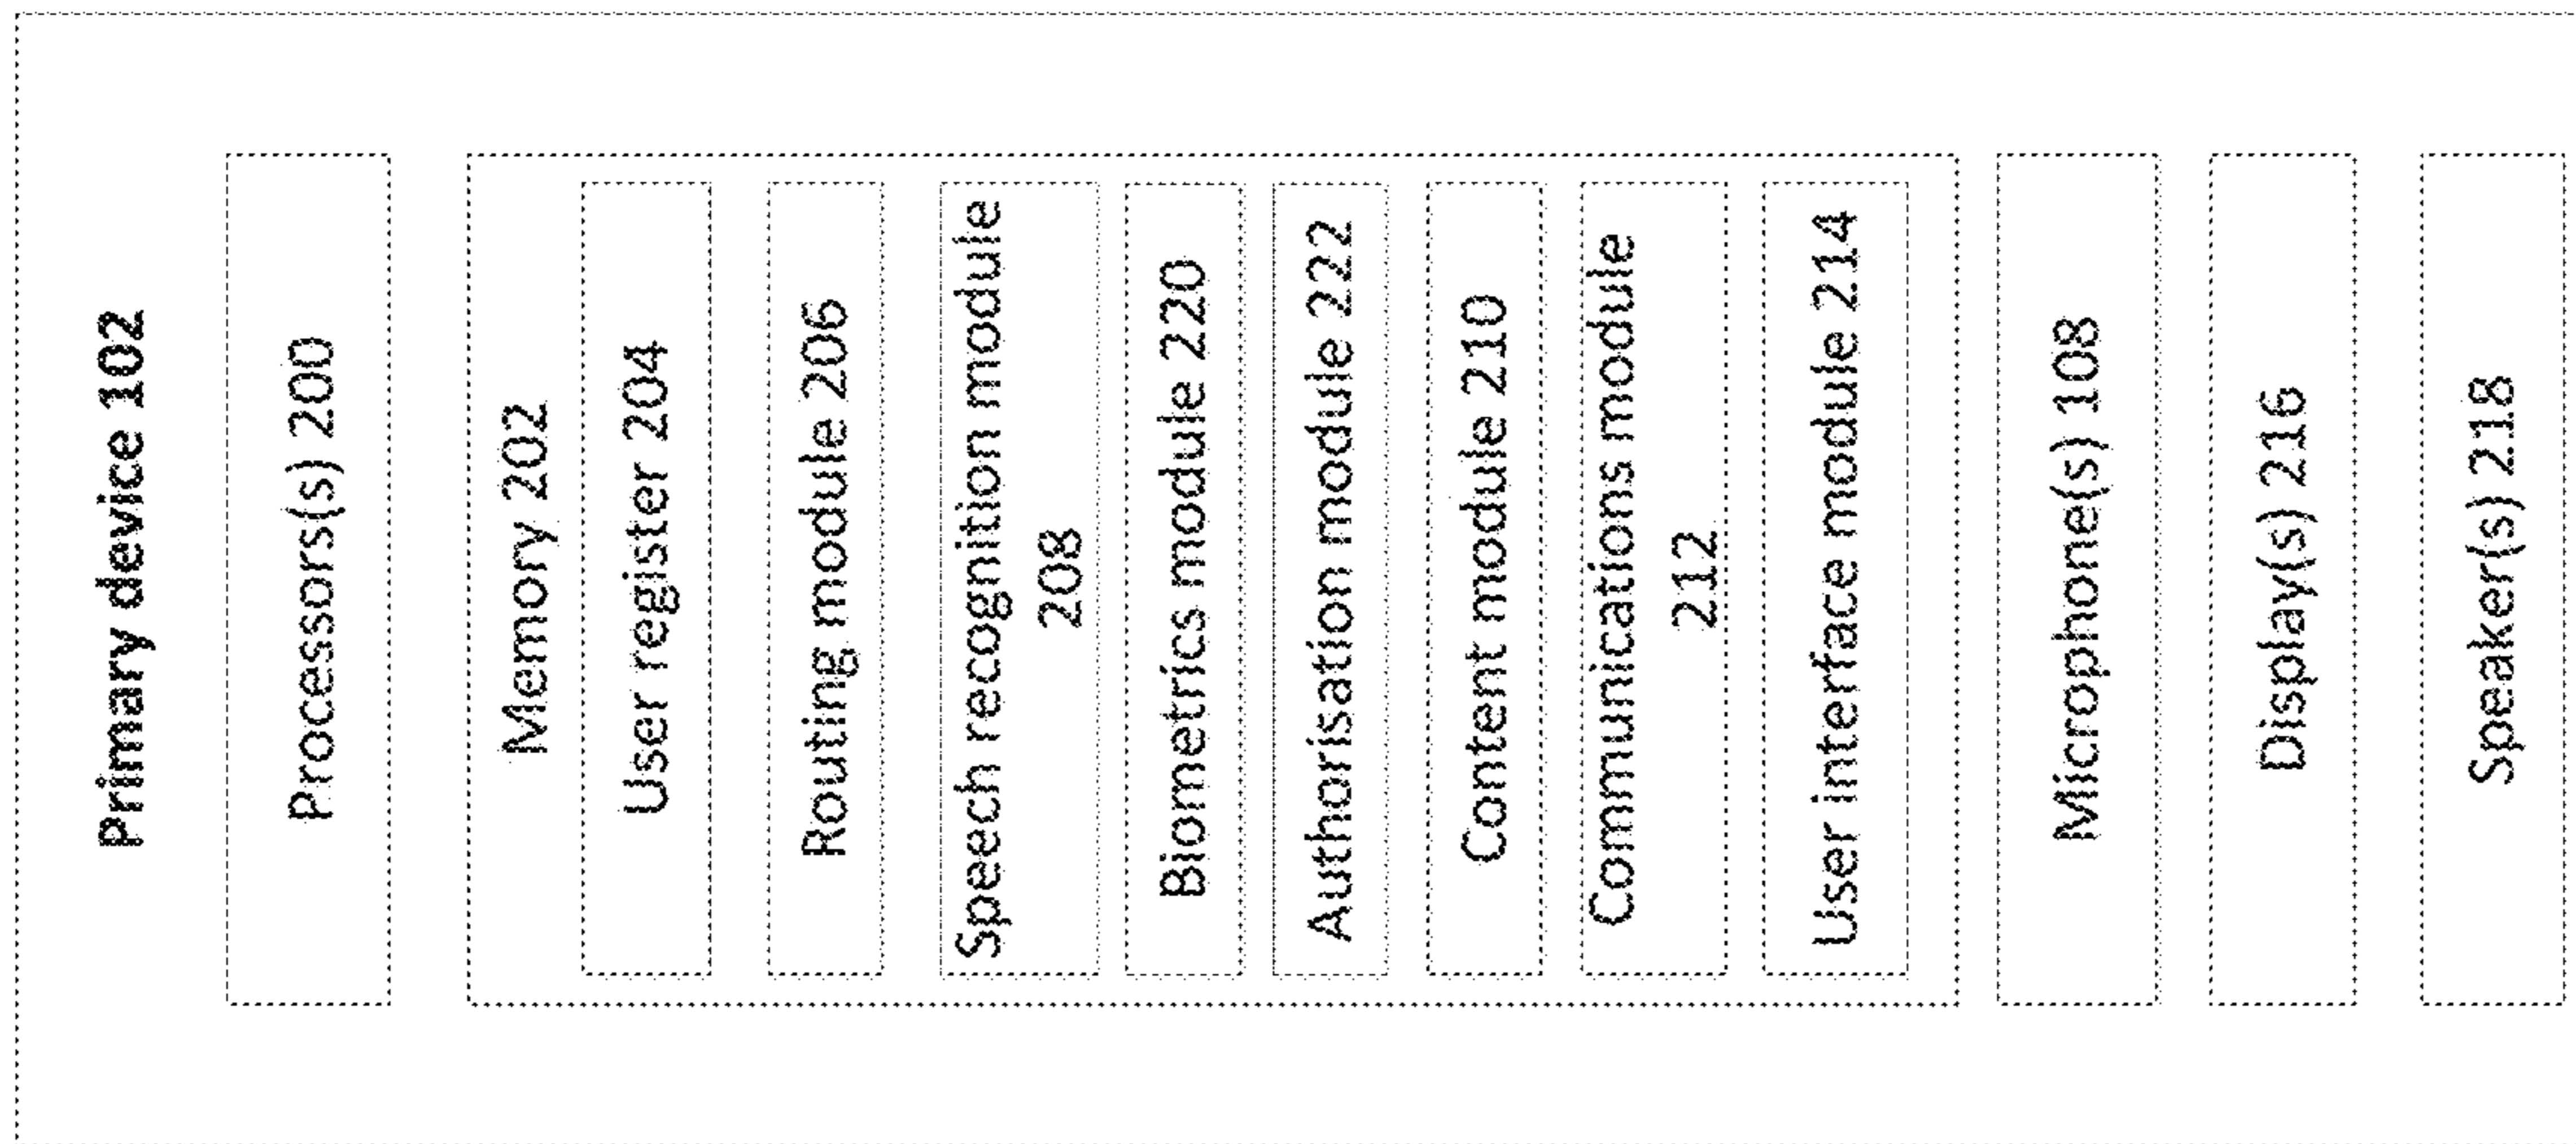 Primary device 102
Processors(s) 200
Memory 202
User register 204
Routing module 206
Speech recognition module
208
Biometrics module 220
Authorisation module 222
Content module 210
Communications module
212
User interface module 214
Microphone(s) 108
Display(s) 216
Speaker(s) 218